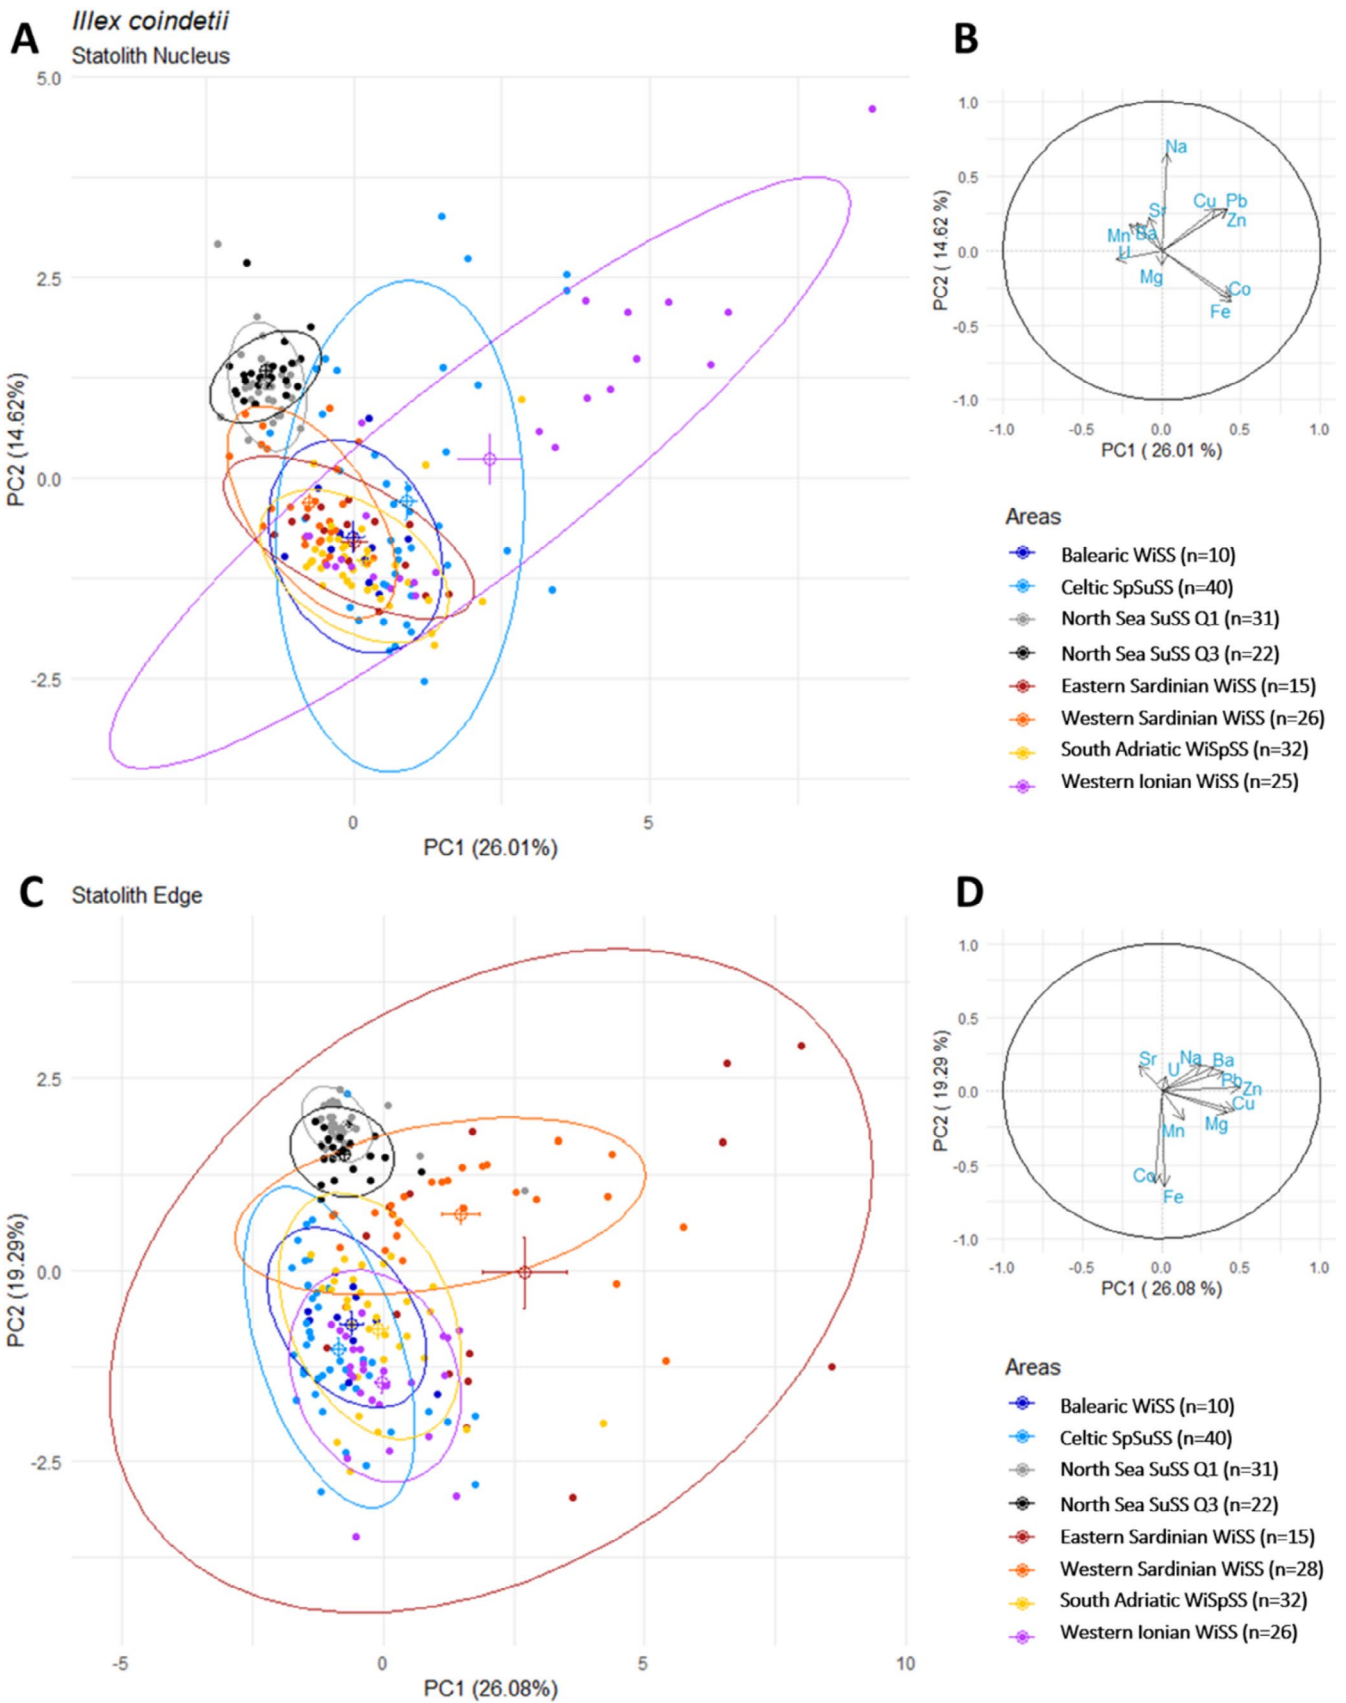 Illex coindetii
A
Statolith Nucleus
5.0
2.5
0.0
-2.5
PC2 (14.62%)
0
5
PC1 (26.01%)
B
1.0
0.5
0.0
-0.5
-1.0
PC2 ( 14.62 %)
Na
Cu Pb
Sr
Zn
Mn Ba
U
Mg
Co
Fe
-1.0
-0.5
0.0
0.5
1.0
PC1 ( 26.01 %)
Areas
Balearic WiSS (n=10)
Celtic SpSuSS (n=40)
North Sea SuSS Q1 (n=31)
North Sea SuSS Q3 (n=22)
Eastern Sardinian WiSS (n=15)
Western Sardinian WiSS (n=26)
South Adriatic WiSpSS (n=32)
Western Ionian WiSS (n=25)
C
Statolith Edge
2.5
0.0
-2.5
PC2 (19.29%)
-5
0
5
10
PC1 (26.08%)
D
1.0
0.5
0.0
-0.5
-1.0
PC2 ( 19.29 %)
Sr
U
Na
Ba
Pb
Zn
Cu
Mg
Mn
Co
Fe
-1.0
-0.5
0.0
0.5
1.0
PC1 ( 26.08 %)
Areas
Balearic WiSS (n=10)
Celtic SpSuSS (n=40)
North Sea SuSS Q1 (n=31)
North Sea SuSS Q3 (n=22)
Eastern Sardinian WiSS (n=15)
Western Sardinian WiSS (n=28)
South Adriatic WiSpSS (n=32)
Western Ionian WiSS (n=26)